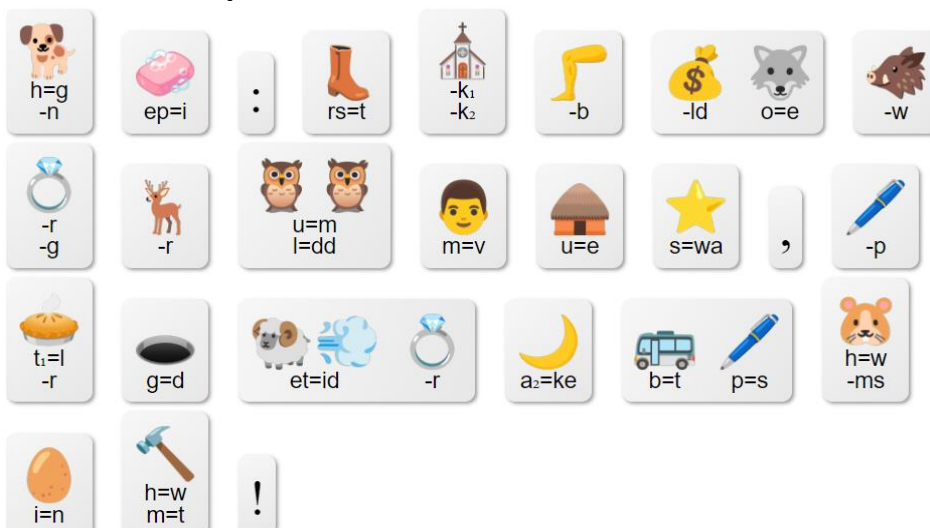 h=g -n ep=i : rs=t -k₁ -k₂ -b -ld o=e -w
-r -g -r u=m l=dd m=v u=e s=wa , -p
t₁=l -r g=d et=id -r a₂=ke b=t p=s h=w -ms
i=n h=w m=t !